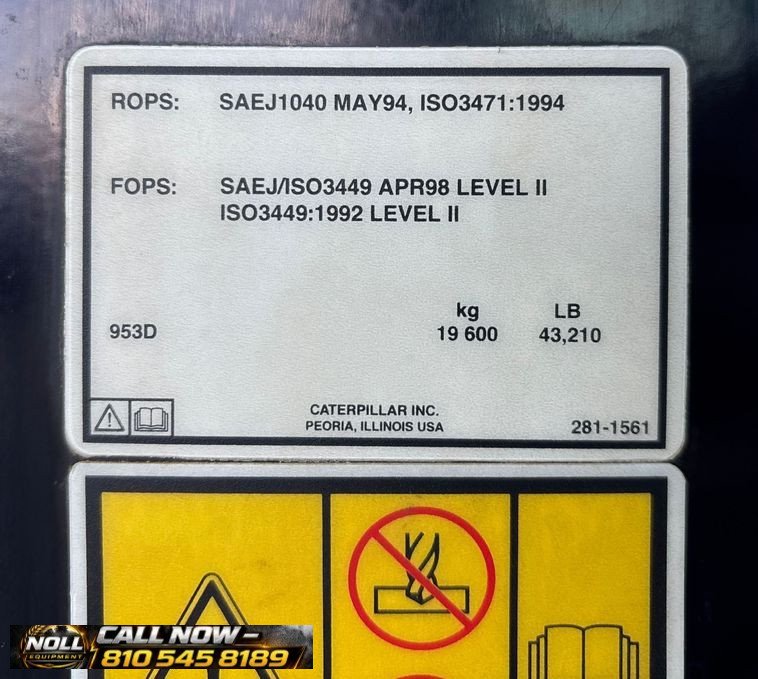 ROPS: SAEJ1040 MAY94, ISO3471:1994
FOPS: SAEJ/ISO3449 APR98 LEVEL II
ISO3449:1992 LEVEL II
kg LB
953D 19 600 43,210
CATERPILLAR INC.
PEORIA, ILLINOIS USA
281-1561
NOLL
EQUIPMENT
CALL NOW –
810 545 8189